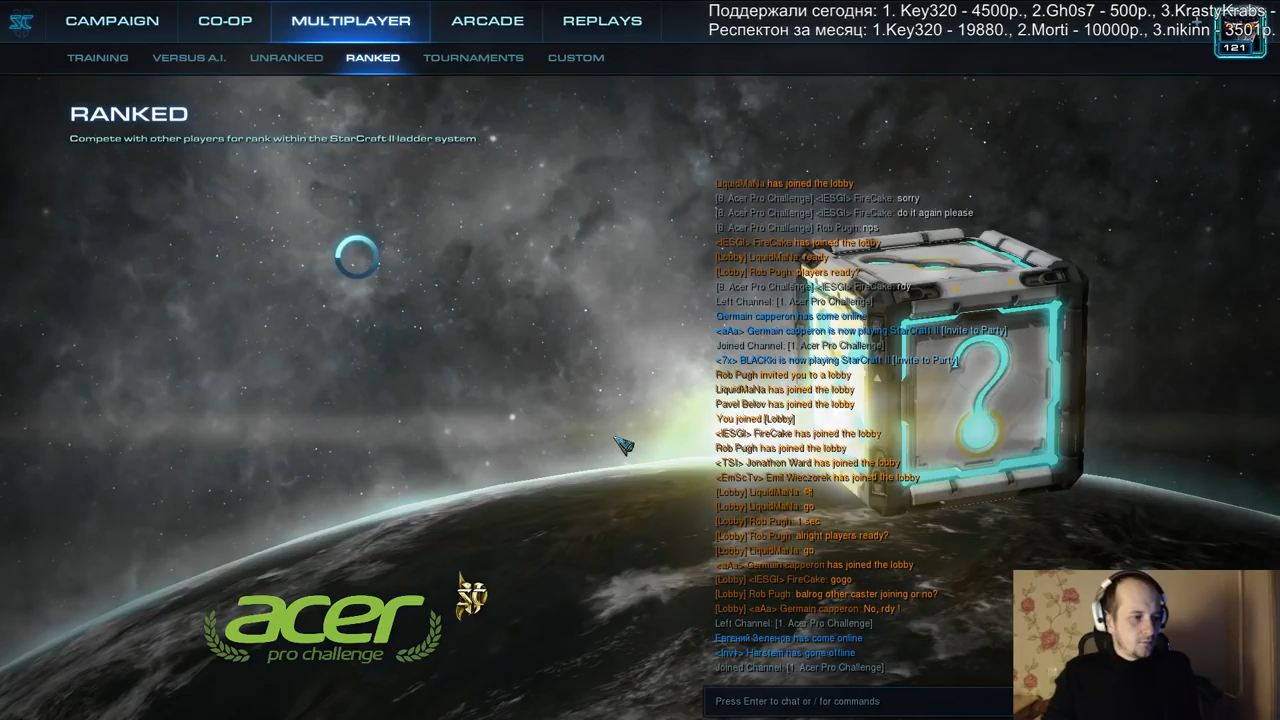 CAMPAIGN CO-OP MULTIPLAYER ARCADE REPLAYS
Поддержали сегодня: 1. Key320 - 4500р., 2.Gh0s7 - 500р., 3.KrastyKrabs -
Респектон за месяц: 1.Key320 - 19880., 2.Morti - 10000р., 3.nikinn - 3501р.
121
TRAINING VERSUS A.I. UNRANKED RANKED TOURNAMENTS CUSTOM
RANKED
Compete with other players for rank within the StarCraft II ladder system
LiquidMaNa has joined the lobby
[8. Acer Pro Challenge] <IESGI> FireCake: sorry
[8. Acer Pro Challenge] <IESGI> FireCake: do it again please
[8. Acer Pro Challenge] Rob Pugh: nps
<IESGI> FireCake has joined the lobby
[Lobby] LiquidMaNa: ready
[Lobby] Rob Pugh: players ready?
[8. Acer Pro Challenge] <IESGI> FireCake: rdy
Left Channel: [1. Acer Pro Challenge]
Germain capperon has come online
<aAa> Germain capperon is now playing StarCraft II [Invite to Party]
Joined Channel: [1. Acer Pro Challenge]
<7x> BLACKki is now playing StarCraft II [Invite to Party]
Rob Pugh invited you to a lobby
LiquidMaNa has joined the lobby
Pavel Belov has joined the lobby
You joined [Lobby]
<IESGI> FireCake has joined the lobby
Rob Pugh has joined the lobby
<TSI> Jonathon Ward has joined the lobby
<EmScTv> Emil Wieczorek has joined the lobby
[Lobby] LiquidMaNa:
[Lobby] LiquidMaNa: go
[Lobby] Rob Pugh: 1 sec
[Lobby] Rob Pugh: alright players ready?
[Lobby] LiquidMaNa: go
<aAa> Germain capperon has joined the lobby
[Lobby] <IESGI> FireCake: gogo
[Lobby] Rob Pugh: balrog other caster joining or no?
[Lobby] <aAa> Germain capperon: No, rdy !
Left Channel: [1. Acer Pro Challenge]
Евгений Зеленов has come online
<Inv+> Harstem has gone offline
Joined Channel: [1. Acer Pro Challenge]
Press Enter to chat or / for commands
acer
pro challenge